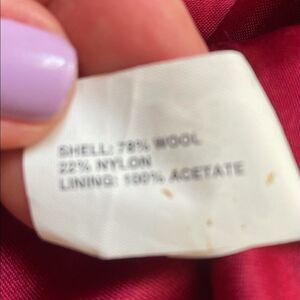 SHELL: 78% WOOL
22% NYLON
LINING: 100% ACETATE